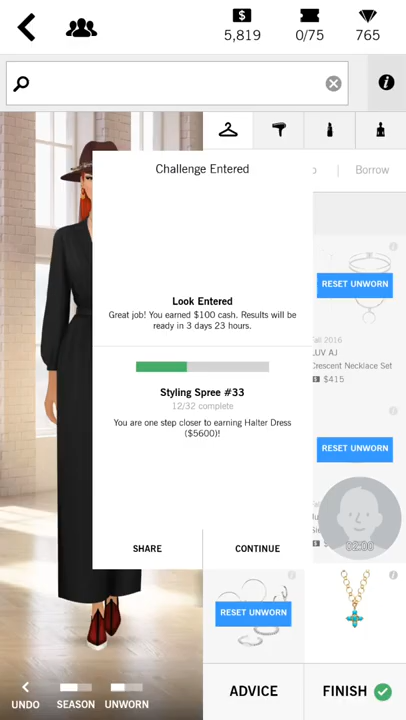 5,819
0/75
765
Borrow
Challenge Entered
RESET UNWORN
Look Entered
Great job! You earned $100 cash. Results will be
ready in 3 days 23 hours.
Fall 2016
LUV AJ
Crescent Necklace Set
$415
Styling Spree #33
12/32 complete
You are one step closer to earning Halter Dress
($5600)!
RESET UNWORN
SHARE
CONTINUE
RESET UNWORN
UNDO
SEASON
UNWORN
ADVICE
FINISH